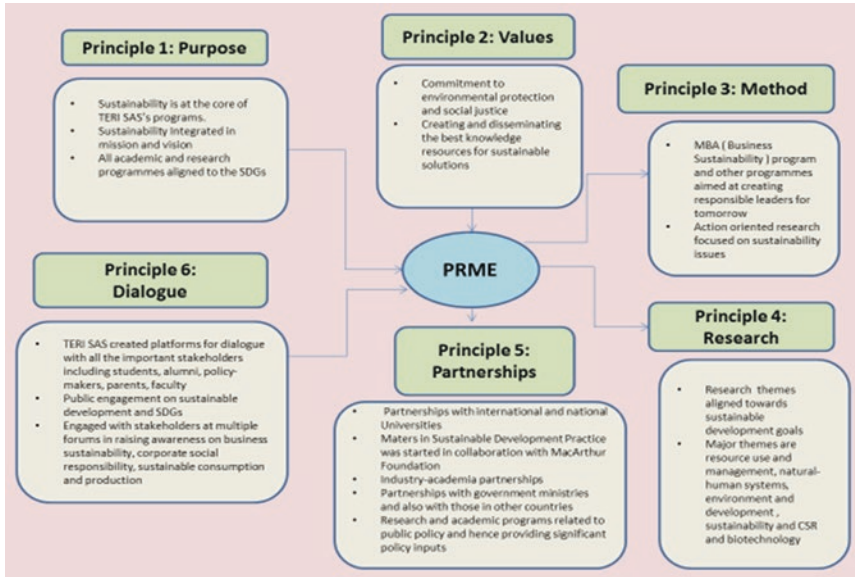 Principle 1: Purpose
• Sustainability is at the core of
TERI SAS's programs.
• Sustainability Integrated in
mission and vision
• All academic and research
programmes aligned to the SDGs
Principle 2: Values
• Commitment to
environmental protection
and social justice
• Creating and disseminating
the best knowledge
resources for sustainable
solutions
Principle 3: Method
• MBA ( Business
Sustainability ) program
and other programmes
aimed at creating
responsible leaders for
tomorrow
• Action oriented research
focused on sustainability
issues
PRME
Principle 6:
Dialogue
• TERI SAS created platforms for dialogue
with all the important stakeholders
including students, alumni, policy-
makers, parents, faculty
• Public engagement on sustainable
development and SDGs
• Engaged with stakeholders at multiple
forums in raising awareness on business
sustainability, corporate social
responsibility, sustainable consumption
and production
Principle 5:
Partnerships
• Partnerships with international and national
Universities
• Maters in Sustainable Development Practice
was started in collaboration with MacArthur
Foundation
• Industry-academia partnerships
• Partnerships with government ministries
and also with those in other countries
• Research and academic programs related to
public policy and hence providing significant
policy inputs
Principle 4:
Research
• Research themes
aligned towards
sustainable
development goals
• Major themes are
resource use and
management, natural-
human systems,
environment and
development ,
sustainability and CSR
and biotechnology